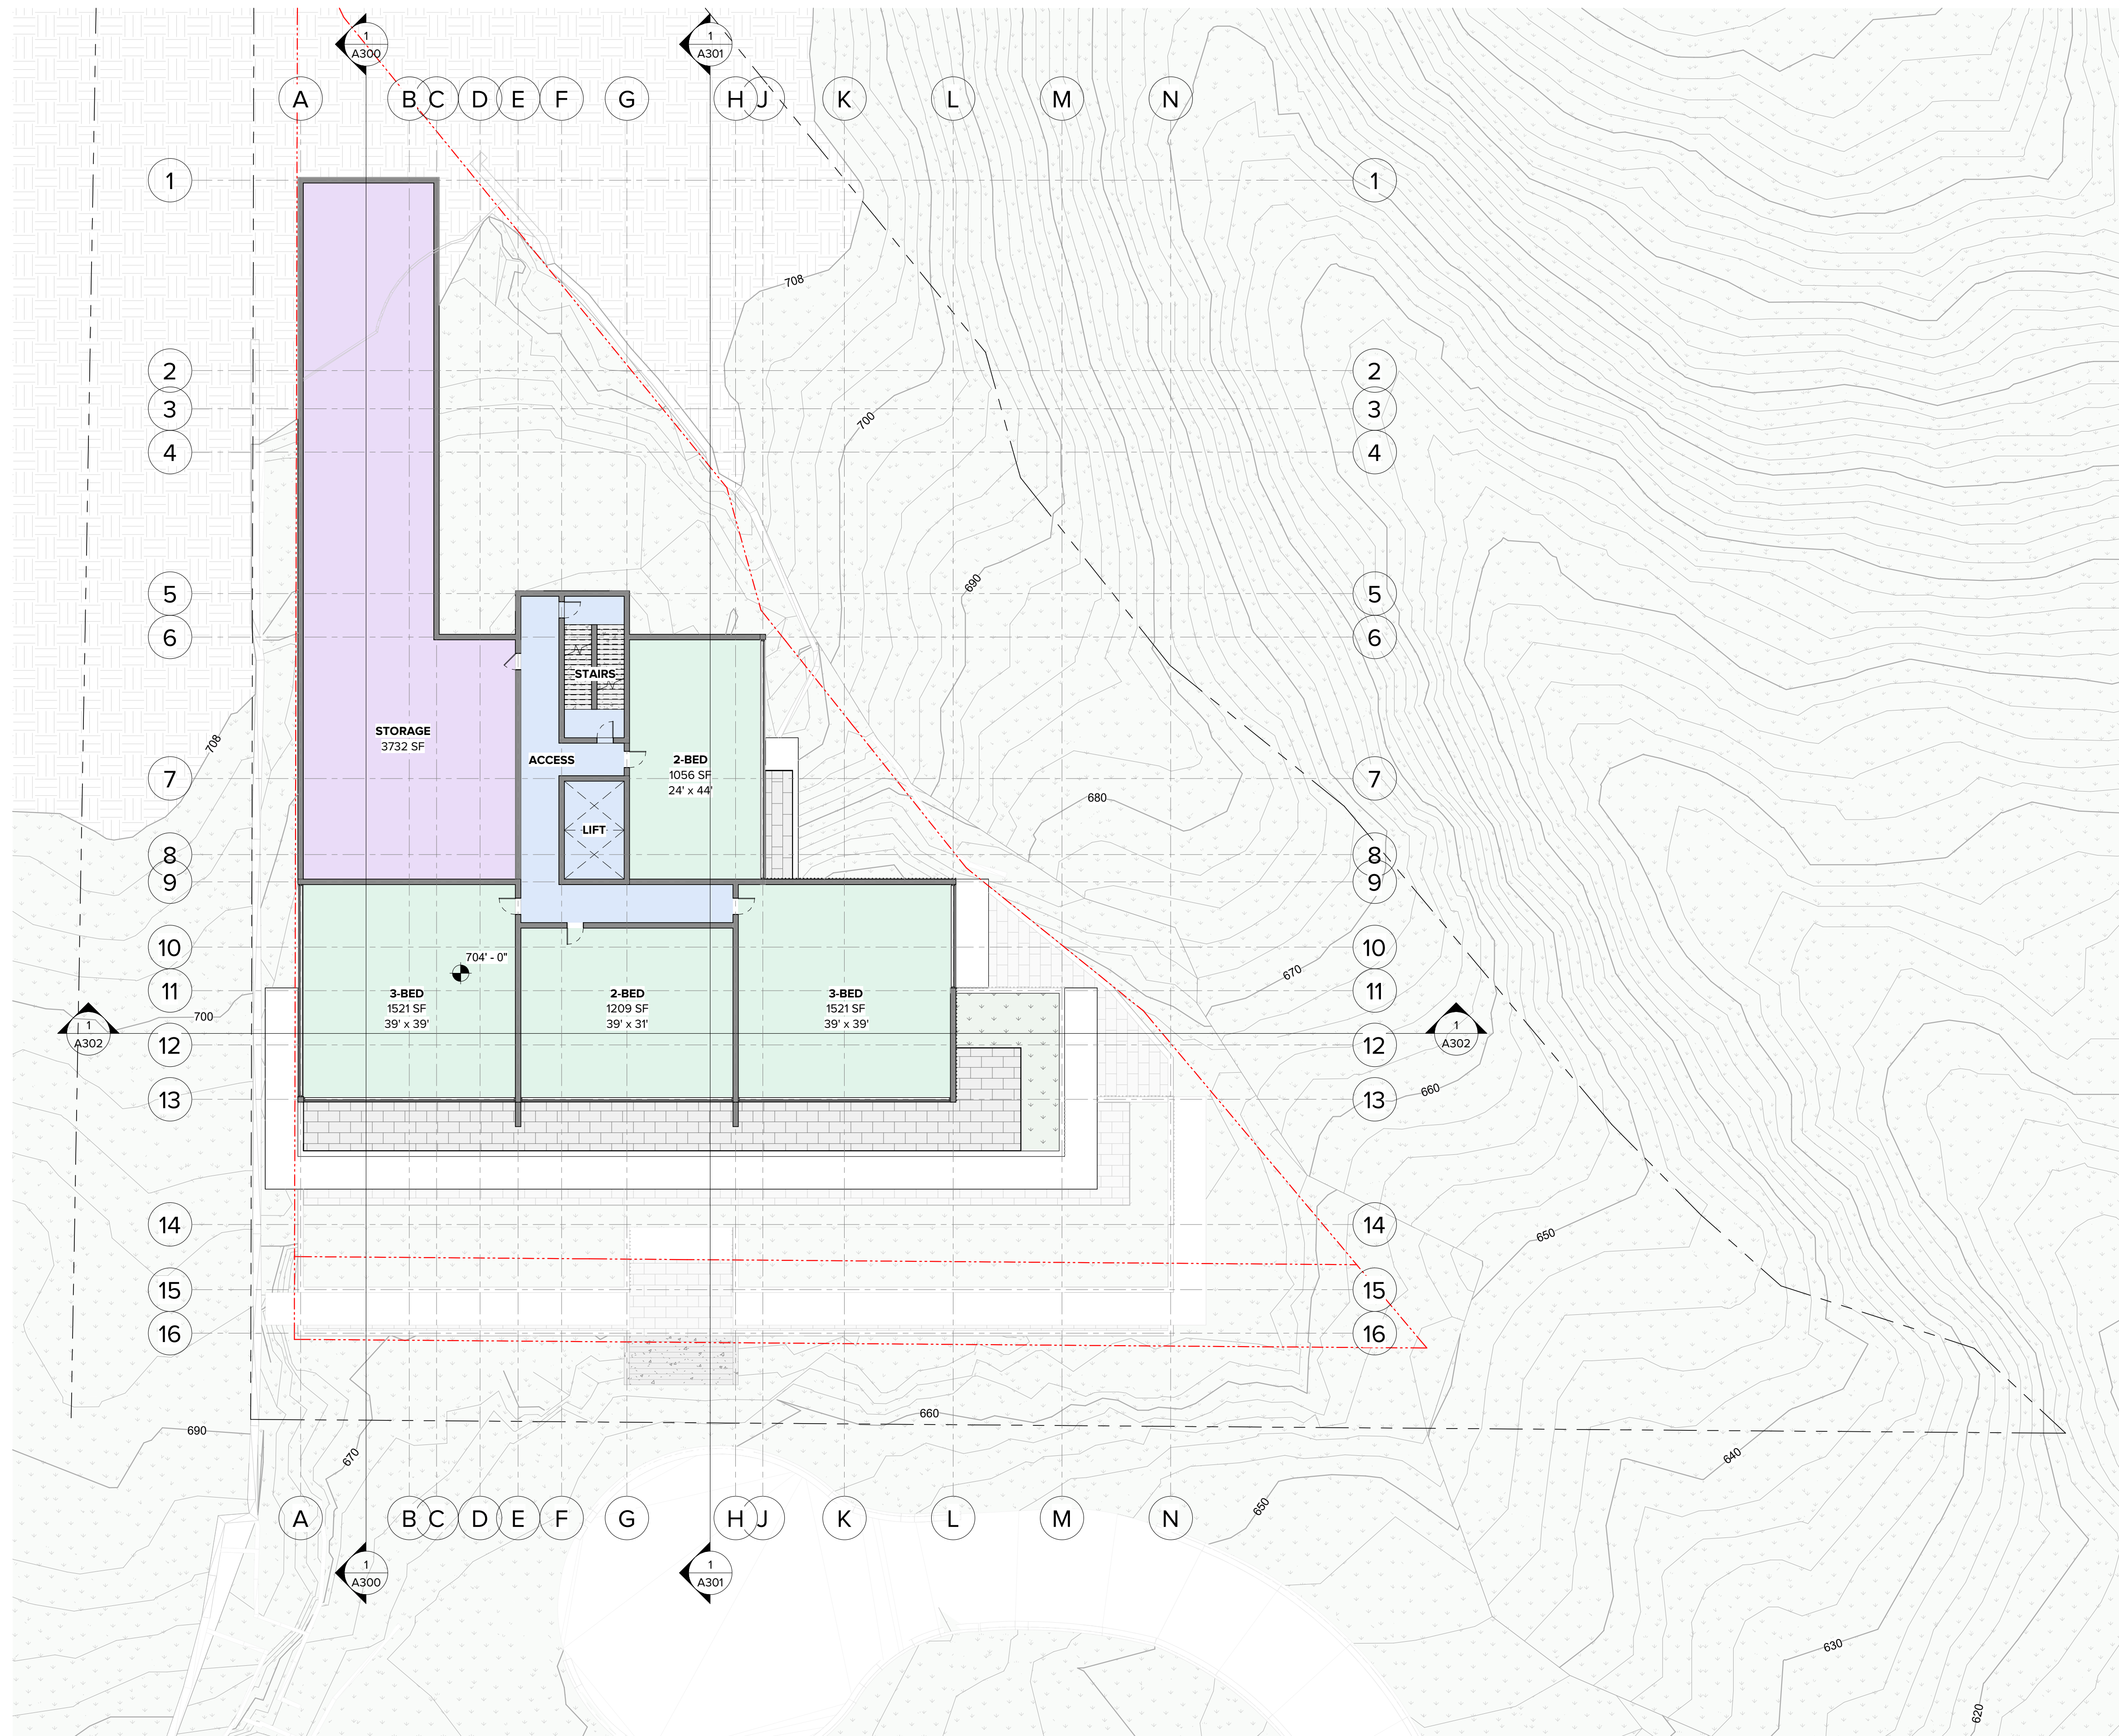 1
A300
1
A301
A B C D E F G H J K L M N
1 1
708
2 2
3 3
700
4 4
690
5 5
6 6
STAIRS
STORAGE
3732 SF
708
ACCESS
2-BED
1056 SF
24' x 44'
7 7
680
LIFT
8 8
9 9
10 10
704' - 0"
670
11 11
3-BED
1521 SF
39' x 39'
2-BED
1209 SF
39' x 31'
3-BED
1521 SF
39' x 39'
700
1
A302
1
A302
12 12
660
13 13
14 14
650
15 15
16 16
660
690
670
640
650
A B C D E F G H J K L M N
1
A300
1
A301
630
620